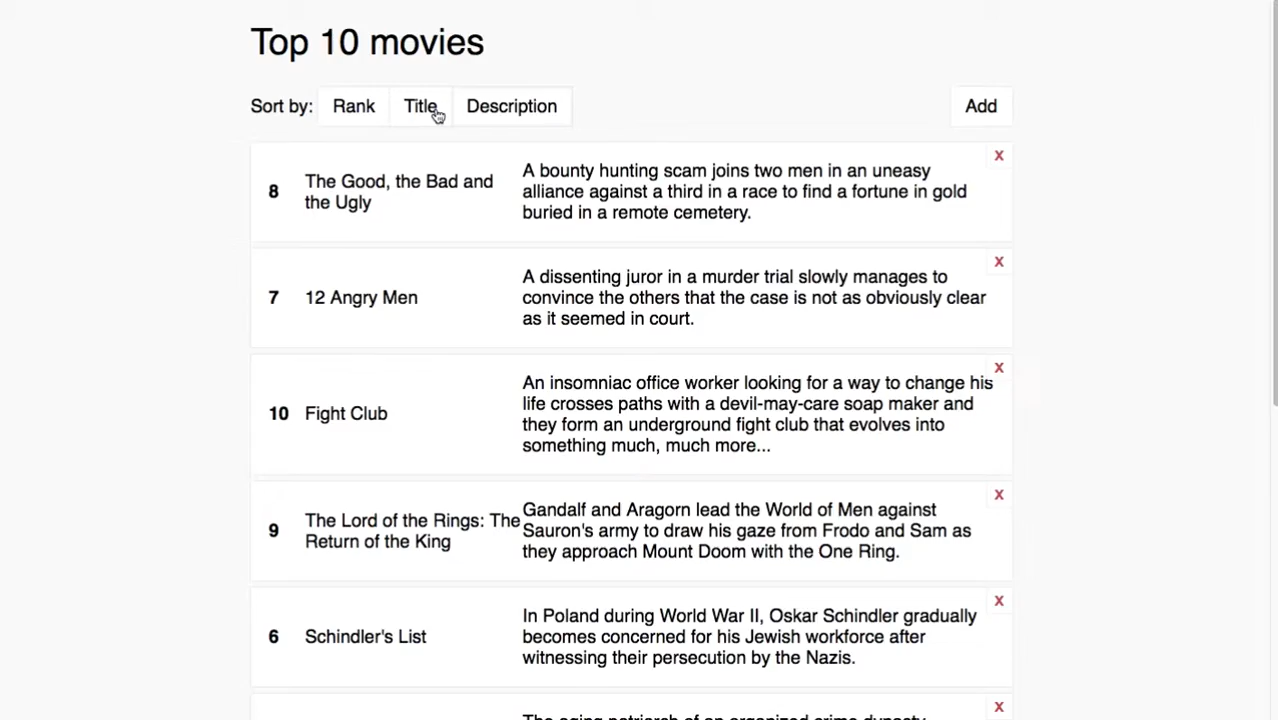 Top 10 movies
Sort by: Rank Title Description Add
x
8 The Good, the Bad and the Ugly
A bounty hunting scam joins two men in an uneasy
alliance against a third in a race to find a fortune in gold
buried in a remote cemetery.
x
7 12 Angry Men
A dissenting juror in a murder trial slowly manages to
convince the others that the case is not as obviously clear
as it seemed in court.
x
10 Fight Club
An insomniac office worker looking for a way to change his
life crosses paths with a devil-may-care soap maker and
they form an underground fight club that evolves into
something much, much more...
x
9 The Lord of the Rings: The
Return of the King
Gandalf and Aragorn lead the World of Men against
Sauron's army to draw his gaze from Frodo and Sam as
they approach Mount Doom with the One Ring.
x
6 Schindler's List
In Poland during World War II, Oskar Schindler gradually
becomes concerned for his Jewish workforce after
witnessing their persecution by the Nazis.
x
The aging patriarch of an organized crime dynasty